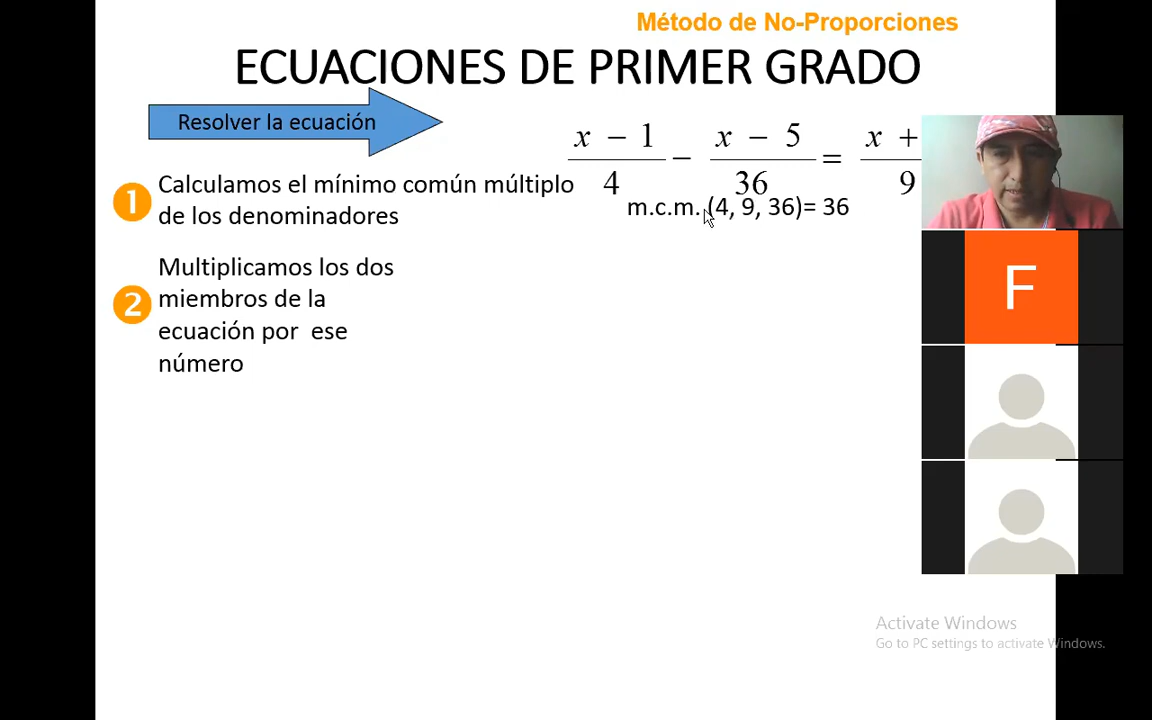 Método de No-Proporciones
ECUACIONES DE PRIMER GRADO
Resolver la ecuación
x − 1
4
−
x − 5
36
=
x +
9
1
Calculamos el mínimo común múltiplo
de los denominadores
m.c.m. (4, 9, 36)= 36
2
Multiplicamos los dos
miembros de la
ecuación por ese
número
F
Activate Windows
Go to PC settings to activate Windows.